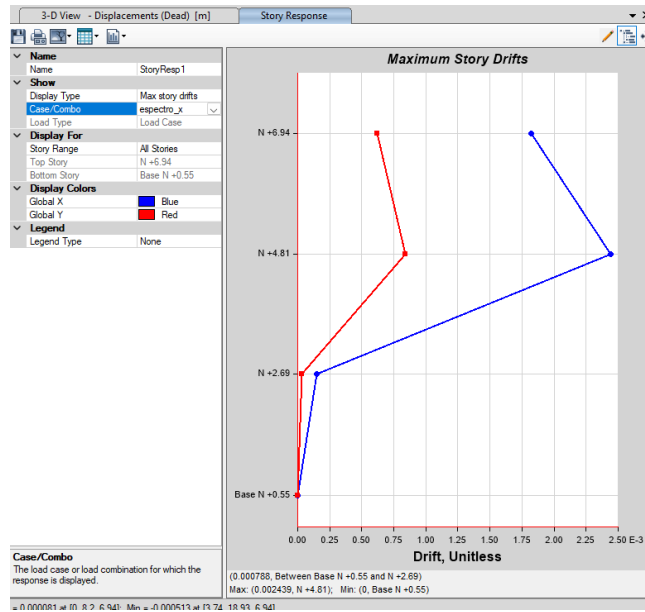 3-D View - Displacements (Dead) [m]
Story Response
Name
Name StoryResp1
Show
Display Type Max story drifts
Case/Combo espectro_x
Load Type Load Case
Display For
Story Range All Stories
Top Story N +6.94
Bottom Story Base N +0.55
Display Colors
Global X Blue
Global Y Red
Legend
Legend Type None
Case/Combo
The load case or load combination for which the
response is displayed.
Maximum Story Drifts
N +6.94
N +4.81
N +2.69
Base N +0.55
0.00 0.25 0.50 0.75 1.00 1.25 1.50 1.75 2.00 2.25 2.50 E-3
Drift, Unitless
(0.000788, Between Base N +0.55 and N +2.69)
Max: (0.002439, N +4.81); Min: (0, Base N +0.55)
= 0.000081 at [0, 8.2, 6.94]; Min = -0.000513 at [3.74, 18.93, 6.94]